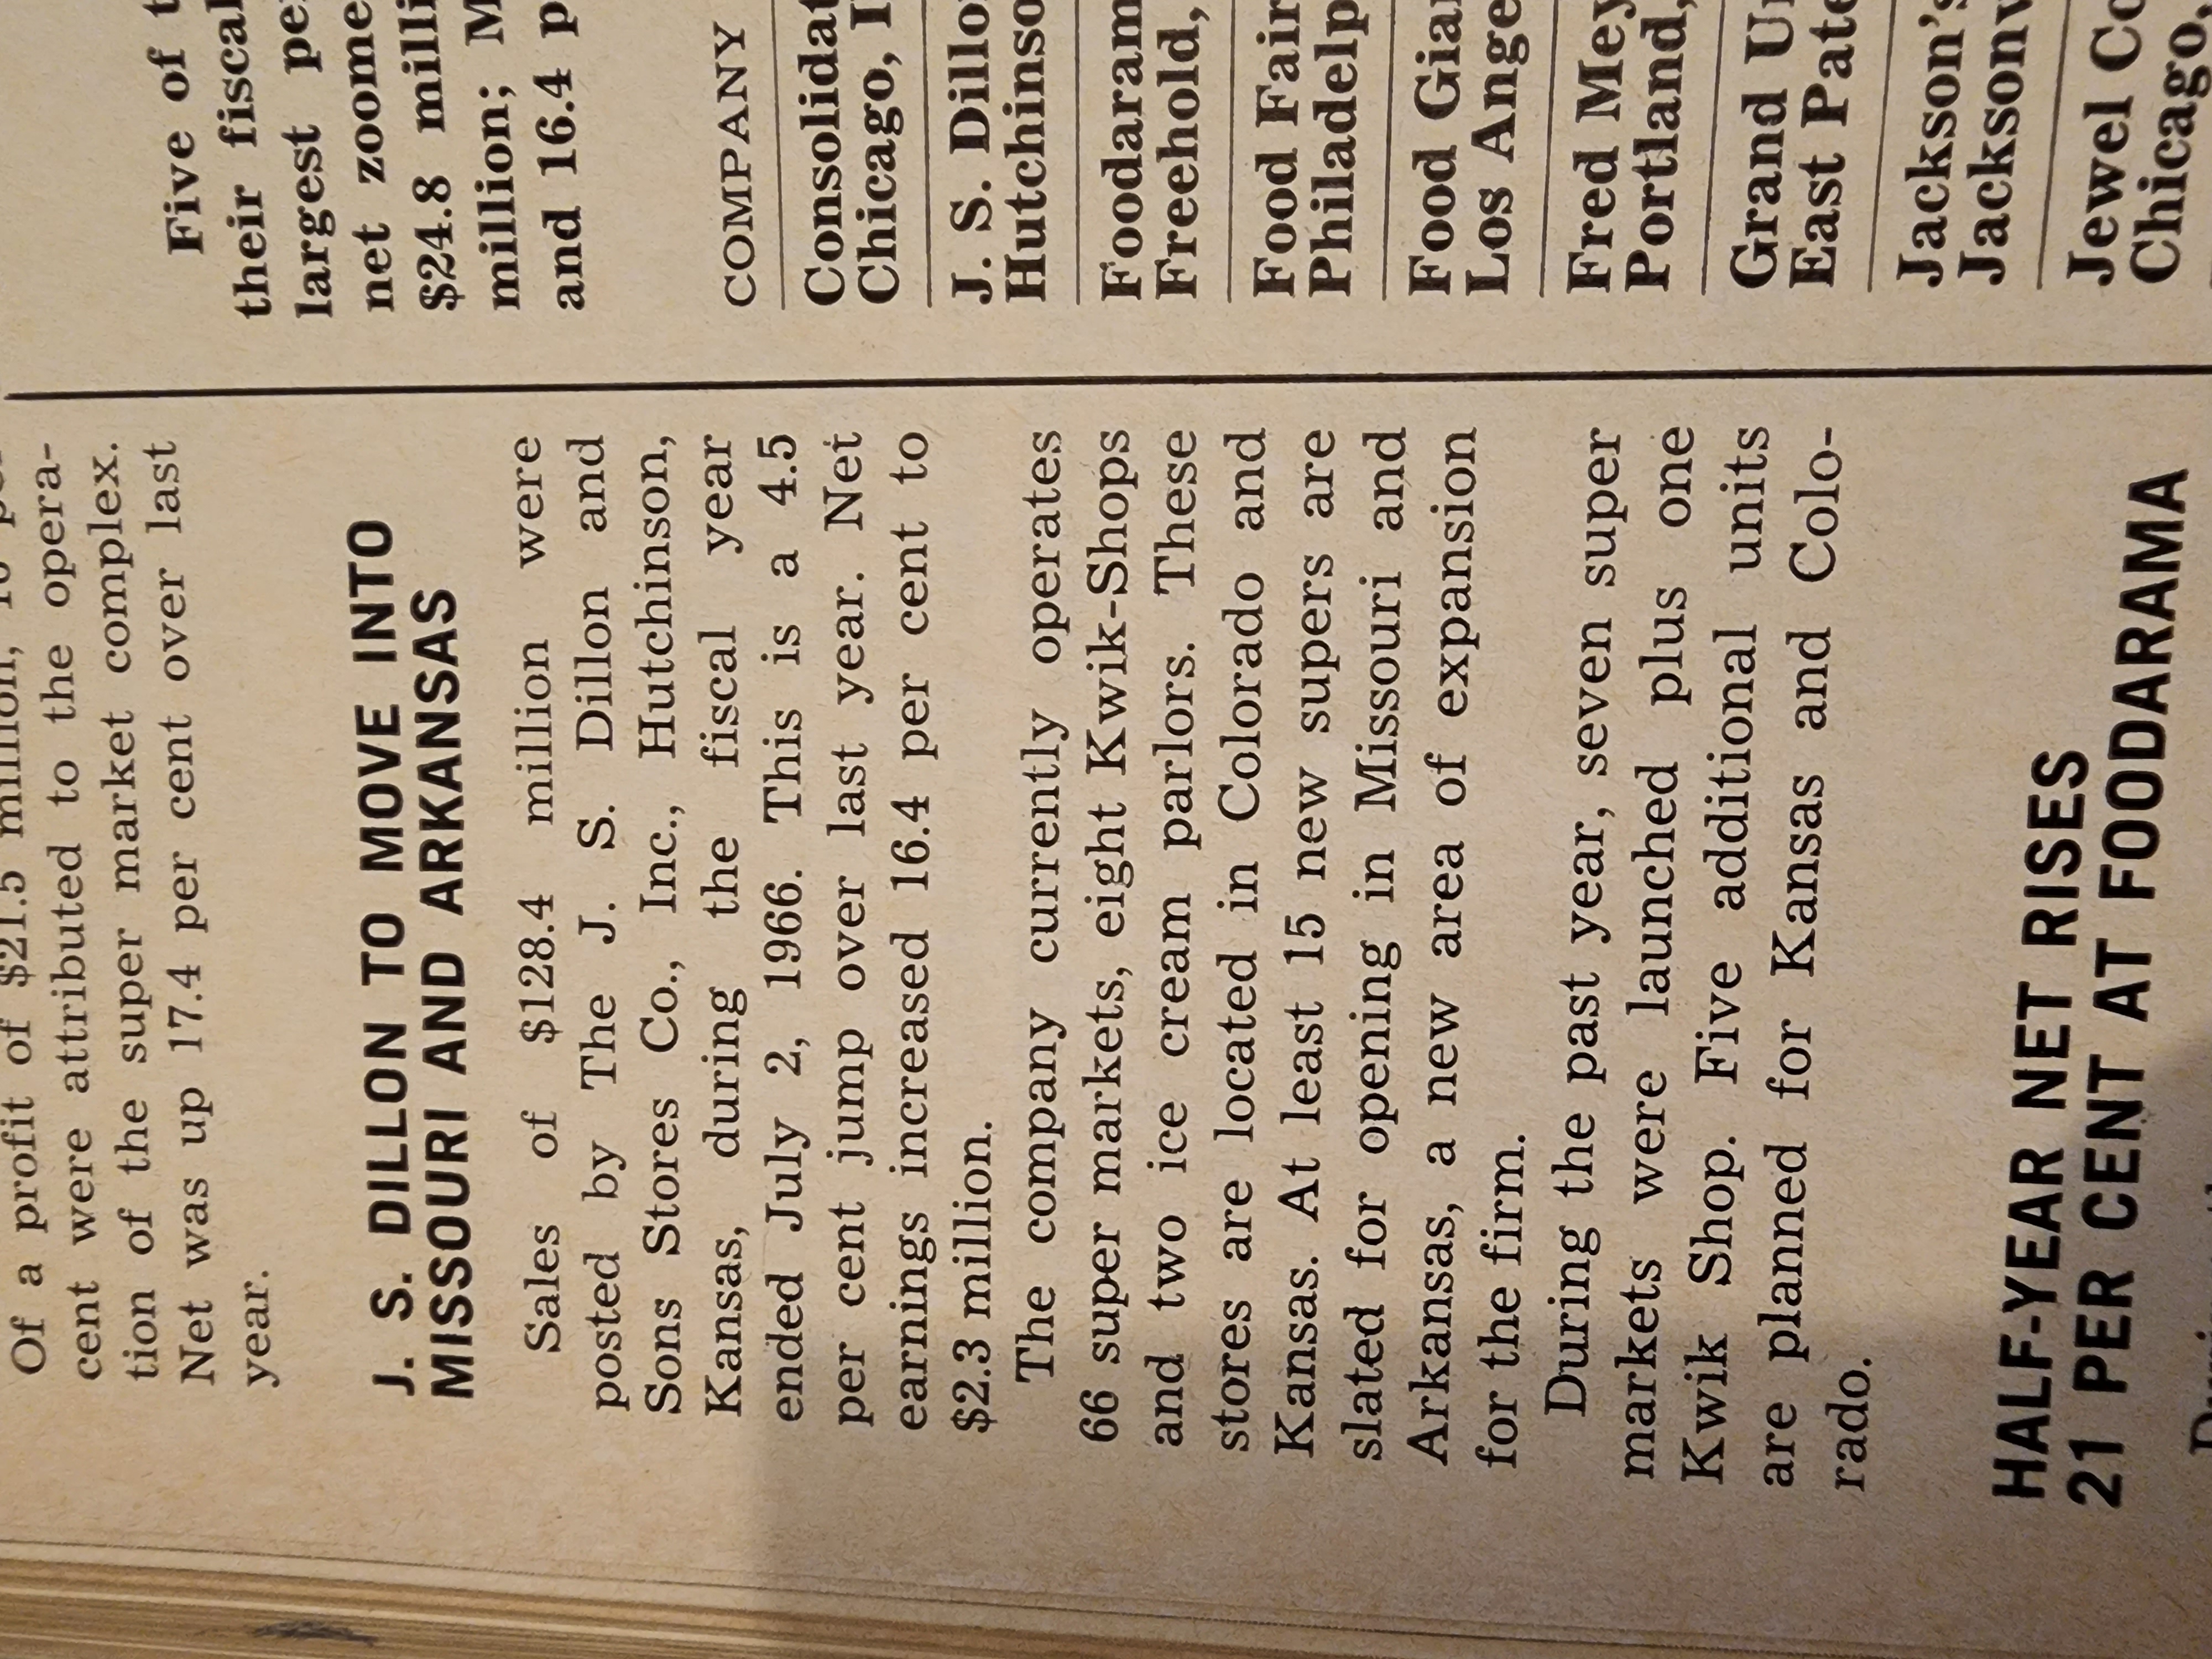 Of a profit of $21.5 million,
cent were attributed to the opera-
tion of the super market complex.
Net was up 17.4 per cent over last
year.
J. S. DILLON TO MOVE INTO
MISSOURI AND ARKANSAS
Sales of $128.4 million were
posted by The J. S. Dillon and
Sons Stores Co., Inc., Hutchinson,
Kansas, during the fiscal year
ended July 2, 1966. This is a 4.5
per cent jump over last year. Net
earnings increased 16.4 per cent to
$2.3 million.
The company currently operates
66 super markets, eight Kwik-Shops
and two ice cream parlors. These
stores are located in Colorado and
Kansas. At least 15 new supers are
slated for opening in Missouri and
Arkansas, a new area of expansion
for the firm.
During the past year, seven super
markets were launched plus one
Kwik Shop. Five additional units
are planned for Kansas and Colo-
rado.
HALF-YEAR NET RISES
21 PER CENT AT FOODARAMA
Five of t
their fiscal
largest pe
net zoome
$24.8 milli
million; M
and 16.4 p
COMPANY
Consolidat
Chicago, I
J. S. Dillo
Hutchinso
Foodaram
Freehold,
Food Fair
Philadelp
Food Gia
Los Ange
Fred Mey
Portland,
Grand U
East Pate
Jackson's
Jacksonv
Jewel Co
Chicago,